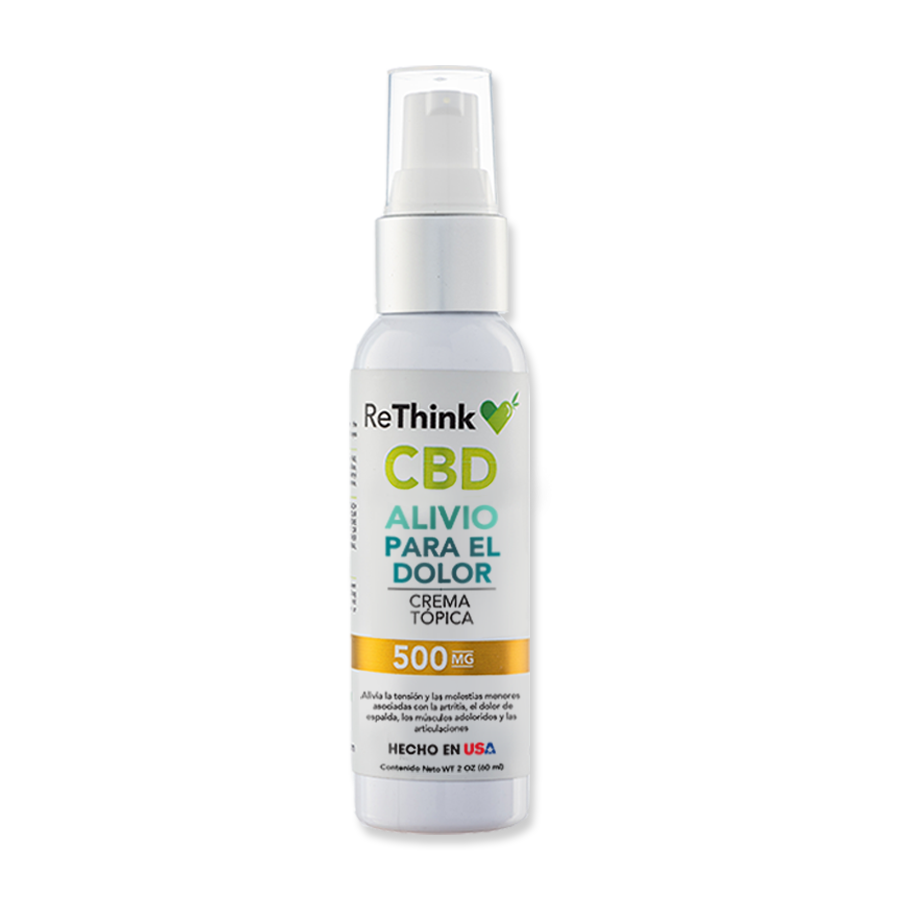 ReThink
CBD
ALIVIO
PARA EL
DOLOR
CREMA
TÓPICA
500 MG
Alivia la tensión y las molestias menores
asociadas con la artritis, el dolor de
espalda, los músculos adoloridos y las
articulaciones
HECHO EN USA
Contenido Neto WT 2 OZ (60 ml)